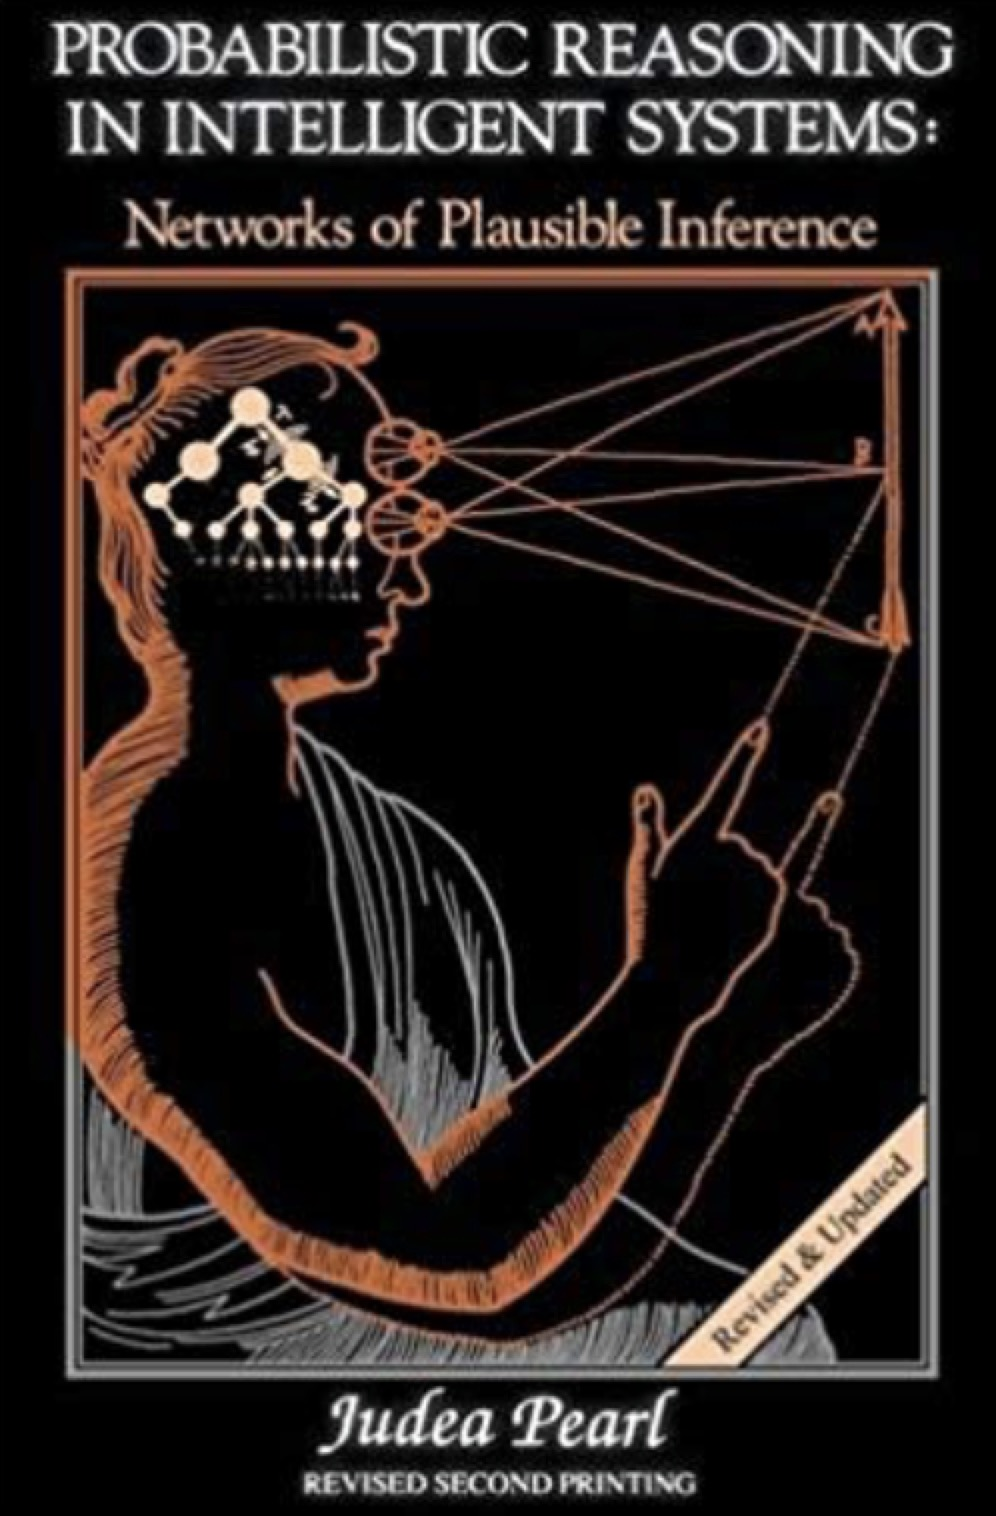 PROBABILISTIC REASONING
IN INTELLIGENT SYSTEMS:
Networks of Plausible Inference
A
B
C
Revised & Updated
Judea Pearl
REVISED SECOND PRINTING